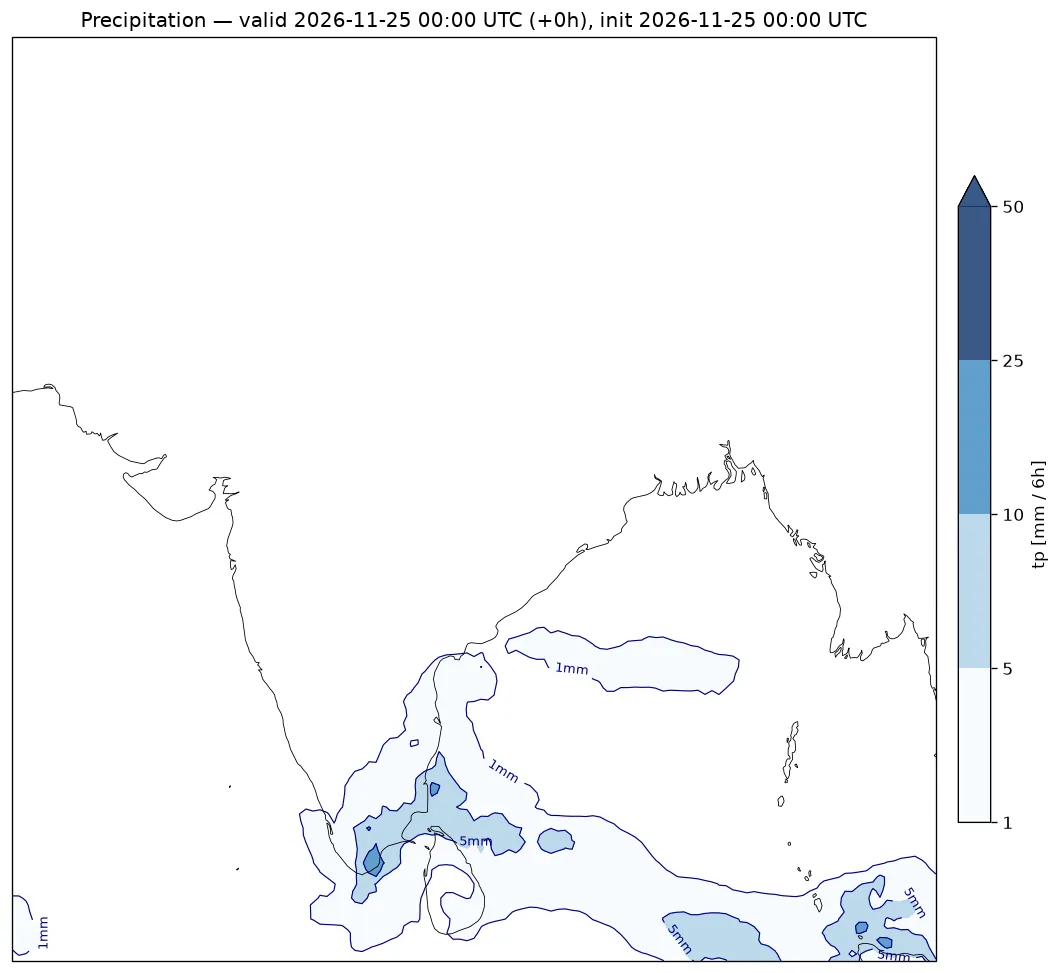 Precipitation — valid 2026-11-25 00:00 UTC (+0h), init 2026-11-25 00:00 UTC
50
25
10
5
1
tp [mm / 6h]
1mm
1mm
5mm
5mm
1mm
5mm
5mm